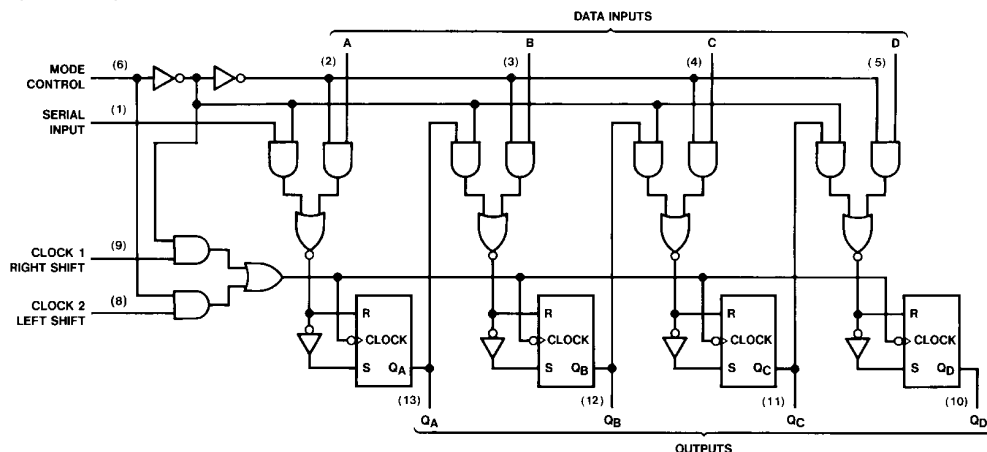 DATA INPUTS
A B C D
MODE CONTROL (6) (2) (3) (4) (5)
SERIAL INPUT (1)
CLOCK 1 RIGHT SHIFT (9)
CLOCK 2 LEFT SHIFT (8)
R R R R
CLOCK CLOCK CLOCK CLOCK
S QA S QB S QC S QD
(13) (12) (11) (10)
QA QB QC QD
OUTPUTS